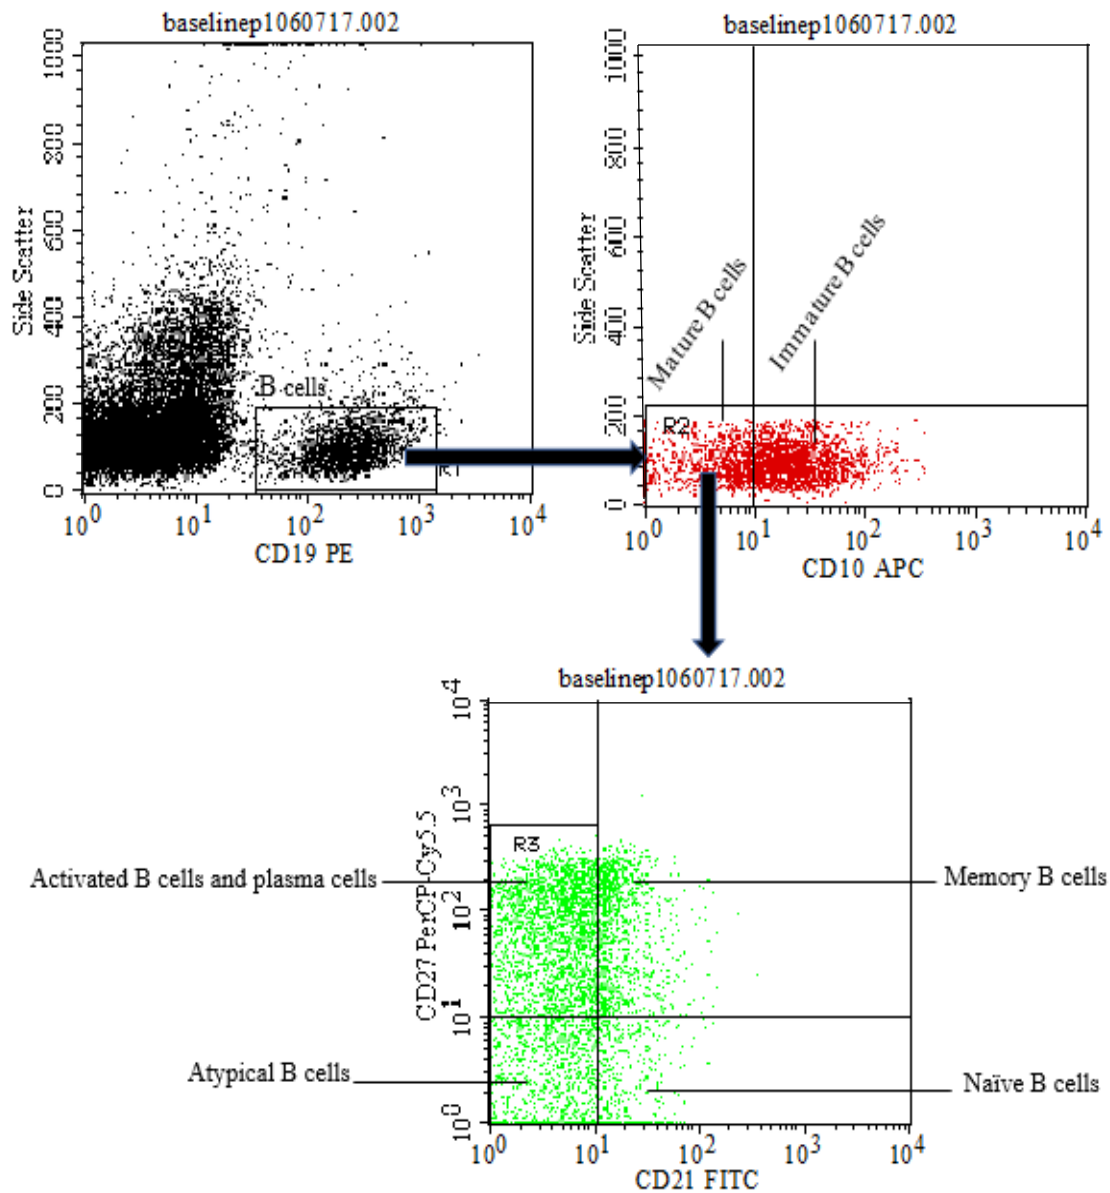 baselinep1060717.002
1000
800
600
400
200
0
Side Scatter
B cells
10^0 10^1 10^2 10^3 10^4
CD19 PE
baselinep1060717.002
1000
800
600
400
200
0
Side Scatter
Mature B cells
Immature B cells
R2
10^0 10^1 10^2 10^3 10^4
CD10 APC
baselinep1060717.002
10^4
10^3
10^2
10^1
10^0
CD27 PerCP-Cy5.5
R3
Activated B cells and plasma cells
Memory B cells
Atypical B cells
Naïve B cells
10^0 10^1 10^2 10^3 10^4
CD21 FITC